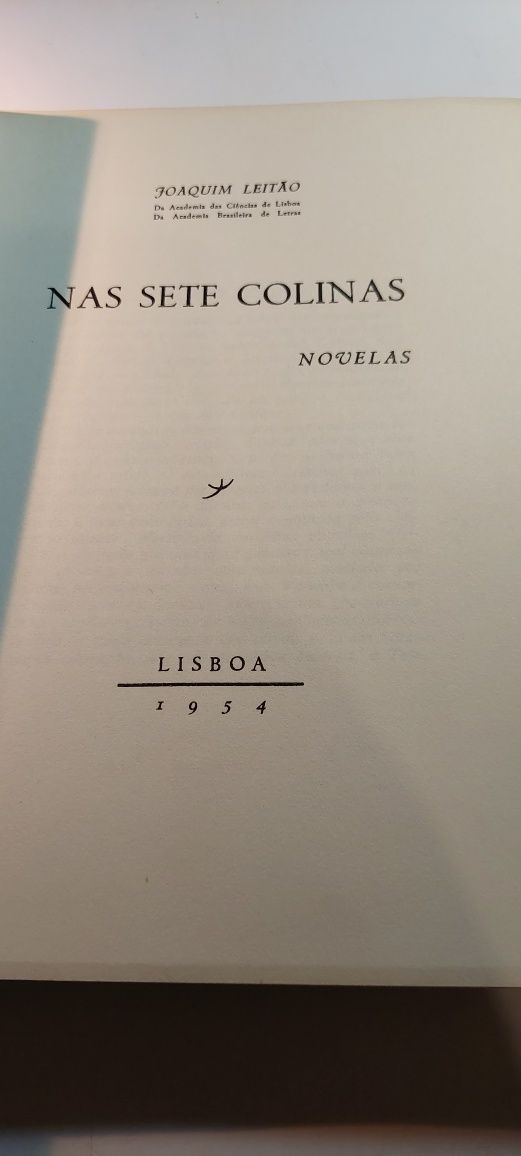 JOAQUIM LEITÃO
Da Academia das Ciências de Lisboa
Da Academia Brasileira de Letras
NAS SETE COLINAS
NOVELAS
LISBOA
1954